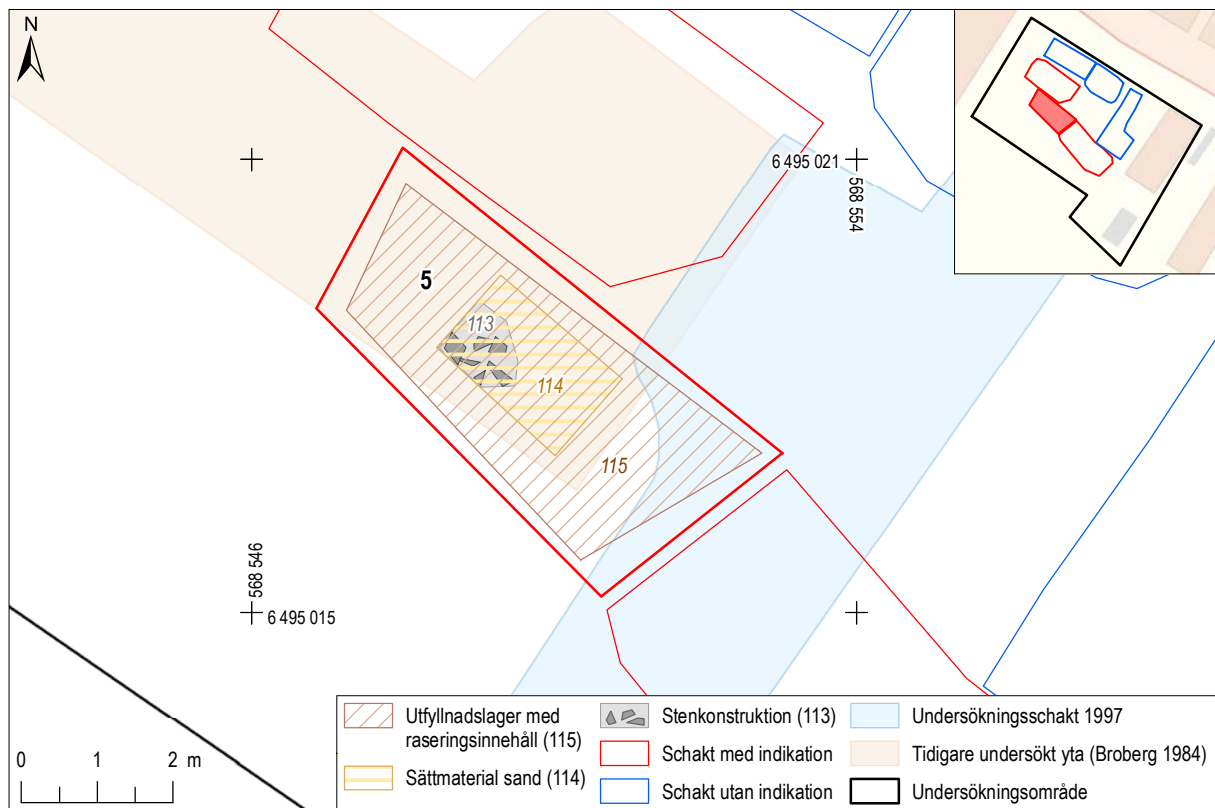 N
6 495 021
568 554
5
113
114
115
568 546
6 495 015
0 1 2 m
Utfyllnadslager med
raseringsinnehåll (115)
Sättmaterial sand (114)
Stenkonstruktion (113)
Schakt med indikation
Schakt utan indikation
Undersökningsschakt 1997
Tidigare undersökt yta (Broberg 1984)
Undersökningsområde